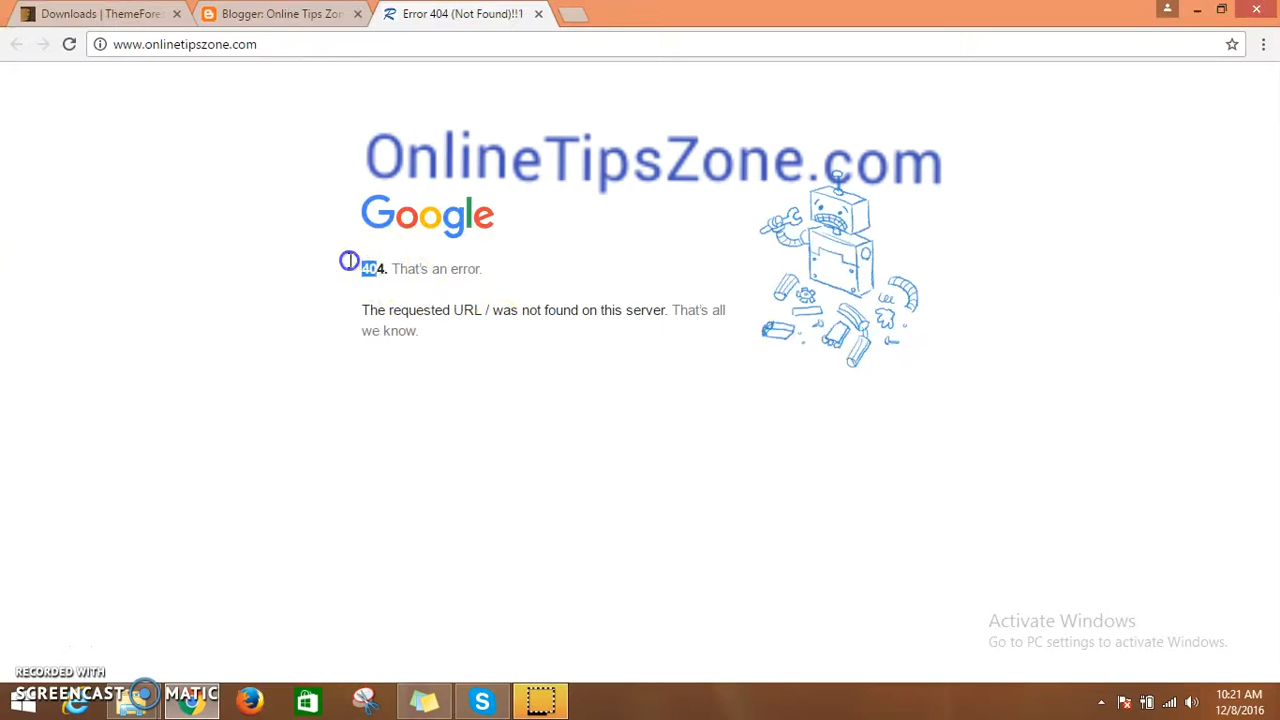 Downloads | ThemeFores
Blogger: Online Tips Zon
Error 404 (Not Found)!!1
www.onlinetipszone.com
OnlineTipsZone.com
Google
404. That's an error.
The requested URL / was not found on this server. That's all
we know.
Activate Windows
Go to PC settings to activate Windows.
RECORDED WITH
SCREENCAST MATIC
10:21 AM
12/8/2016